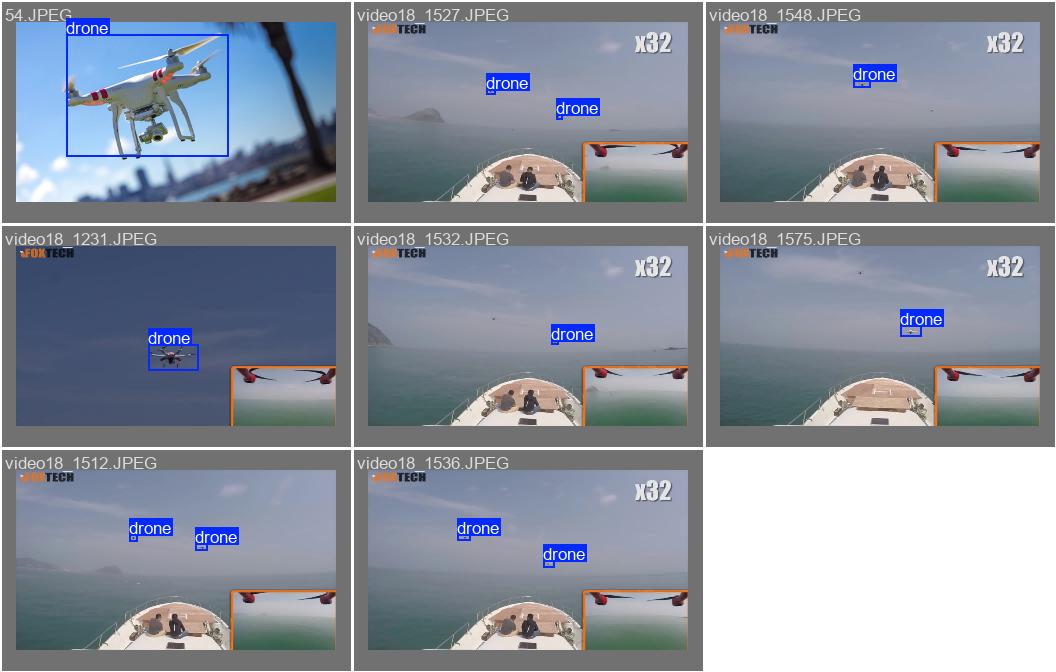 54.JPEG
drone
video18_1527.JPEG
FOXTECH
x32
drone
drone
video18_1548.JPEG
FOXTECH
x32
drone
video18_1231.JPEG
FOXTECH
drone
video18_1532.JPEG
FOXTECH
x32
drone
video18_1575.JPEG
FOXTECH
x32
drone
video18_1512.JPEG
FOXTECH
drone
drone
video18_1536.JPEG
FOXTECH
x32
drone
drone